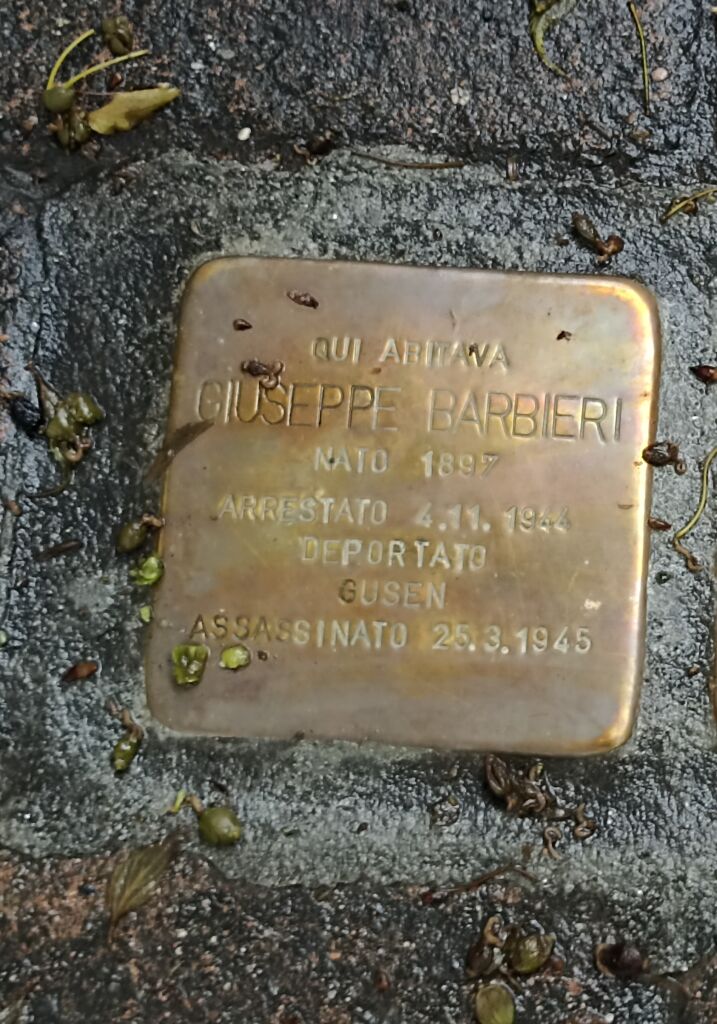 QUI ABITAVA
GIUSEPPE BARBIERI
NATO 1897
ARRESTATO 4.11.1944
DEPORTATO
GUSEN
ASSASSINATO 25.3.1945